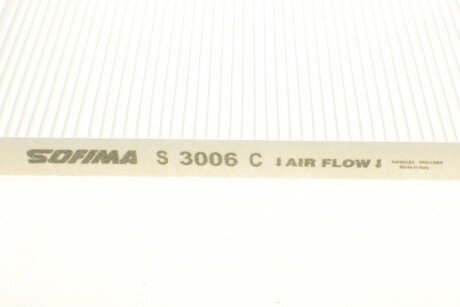 SOFIMA S 3006 C ↓ AIR FLOW ↓
Made in Italy